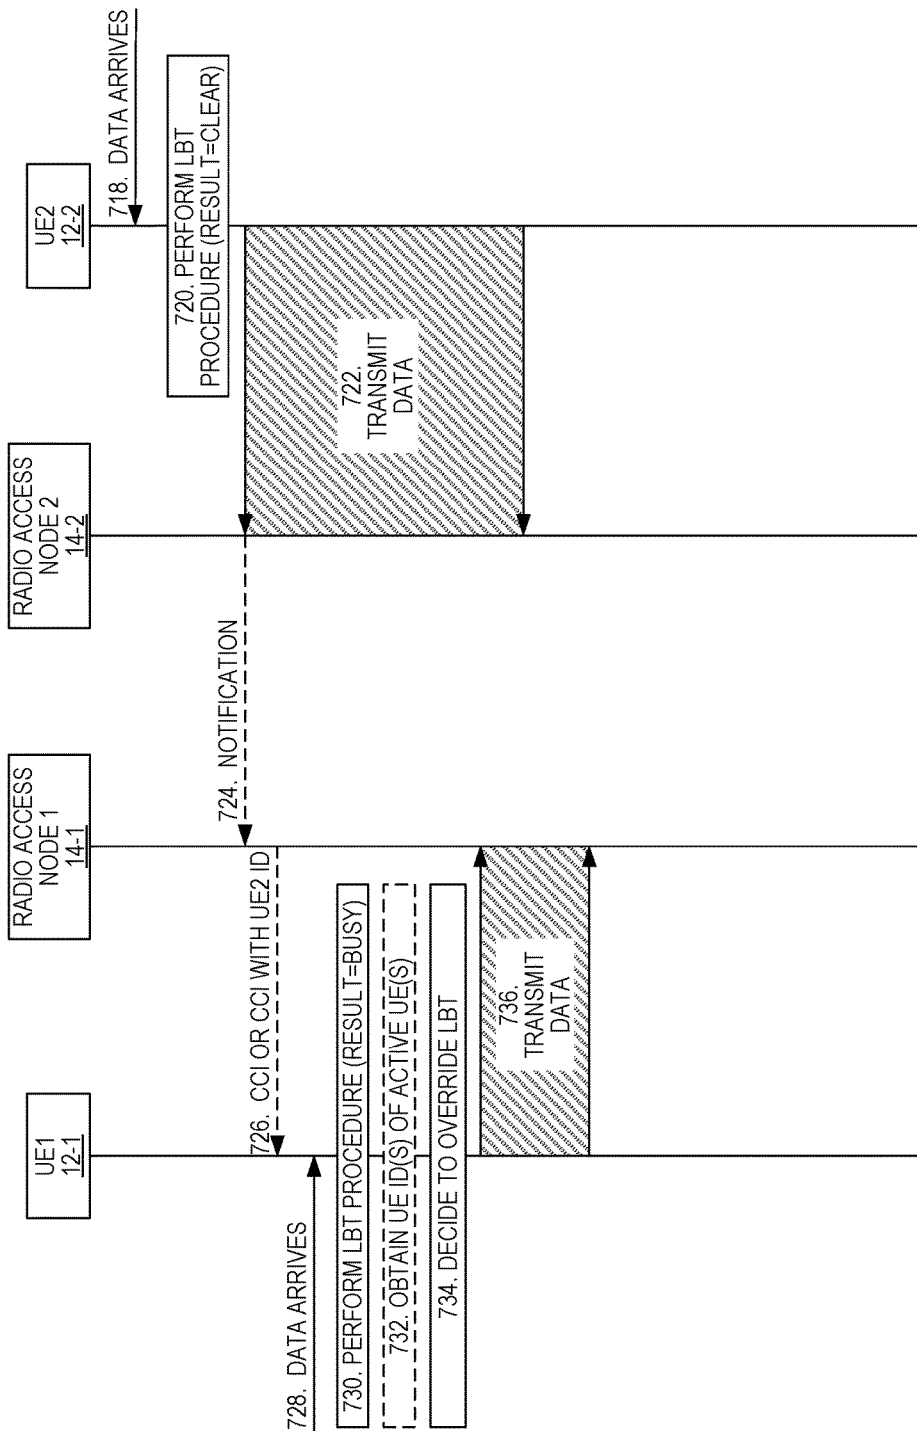 UE1
12-1
RADIO ACCESS
NODE 1
14-1
RADIO ACCESS
NODE 2
14-2
UE2
12-2
718. DATA ARRIVES
720. PERFORM LBT
PROCEDURE (RESULT=CLEAR)
722.
TRANSMIT
DATA
724. NOTIFICATION
726. CCI OR CCI WITH UE2 ID
728. DATA ARRIVES
730. PERFORM LBT PROCEDURE (RESULT=BUSY)
732. OBTAIN UE ID(S) OF ACTIVE UE(S)
734. DECIDE TO OVERRIDE LBT
736.
TRANSMIT
DATA